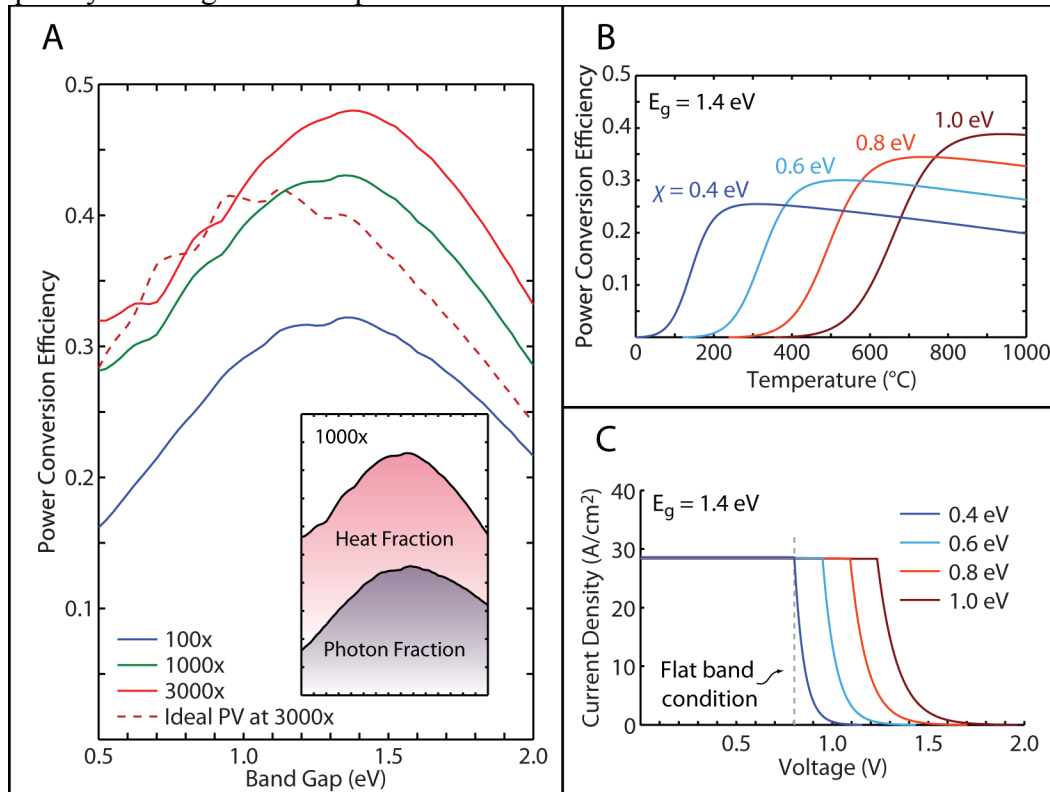 A
0.5
0.4
0.3
0.2
0.1
Power Conversion Efficiency
1000x
Heat Fraction
Photon Fraction
100x
1000x
3000x
Ideal PV at 3000x
0.5
1.0
1.5
2.0
Band Gap (eV)
B
0.5
0.4
0.3
0.2
0.1
Power Conversion Efficiency
Eg = 1.4 eV
χ = 0.4 eV
0.6 eV
0.8 eV
1.0 eV
0
200
400
600
800
1000
Temperature (°C)
C
40
30
20
10
0
Current Density (A/cm²)
Eg = 1.4 eV
0.4 eV
0.6 eV
0.8 eV
1.0 eV
Flat band
condition
0.5
1.0
1.5
2.0
Voltage (V)